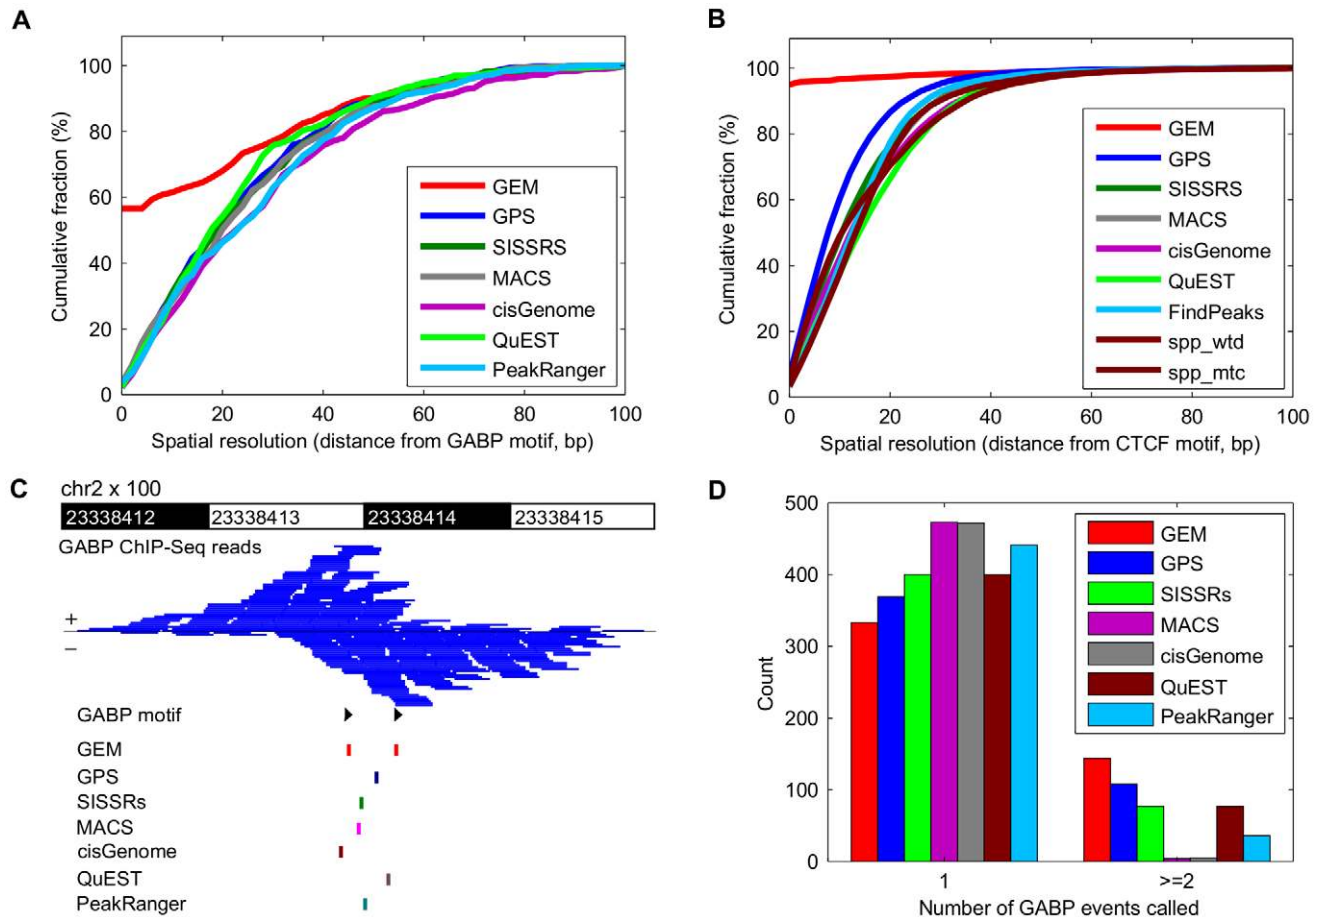 A
Cumulative fraction (%)
100
80
60
40
20
0
GEM
GPS
SISSRS
MACS
cisGenome
QuEST
PeakRanger
0 20 40 60 80 100
Spatial resolution (distance from GABP motif, bp)
B
Cumulative fraction (%)
100
80
60
40
20
0
GEM
GPS
SISSRS
MACS
cisGenome
QuEST
FindPeaks
spp_wtd
spp_mtc
0 20 40 60 80 100
Spatial resolution (distance from CTCF motif, bp)
C
chr2 x 100
23338412 23338413 23338414 23338415
GABP ChIP-Seq reads
+
−
GABP motif
GEM
GPS
SISSRs
MACS
cisGenome
QuEST
PeakRanger
D
Count
500
400
300
200
100
0
GEM
GPS
SISSRs
MACS
cisGenome
QuEST
PeakRanger
1 >=2
Number of GABP events called